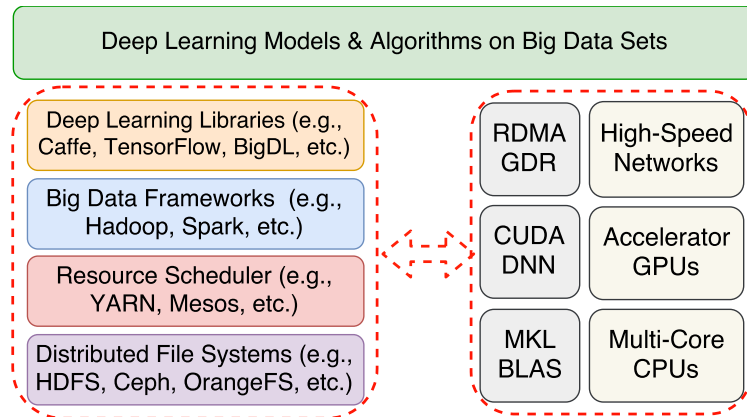 Deep Learning Models & Algorithms on Big Data Sets
Deep Learning Libraries (e.g.,
Caffe, TensorFlow, BigDL, etc.)
Big Data Frameworks (e.g.,
Hadoop, Spark, etc.)
Resource Scheduler (e.g.,
YARN, Mesos, etc.)
Distributed File Systems (e.g.,
HDFS, Ceph, OrangeFS, etc.)
RDMA
GDR
High-Speed
Networks
CUDA
DNN
Accelerator
GPUs
MKL
BLAS
Multi-Core
CPUs